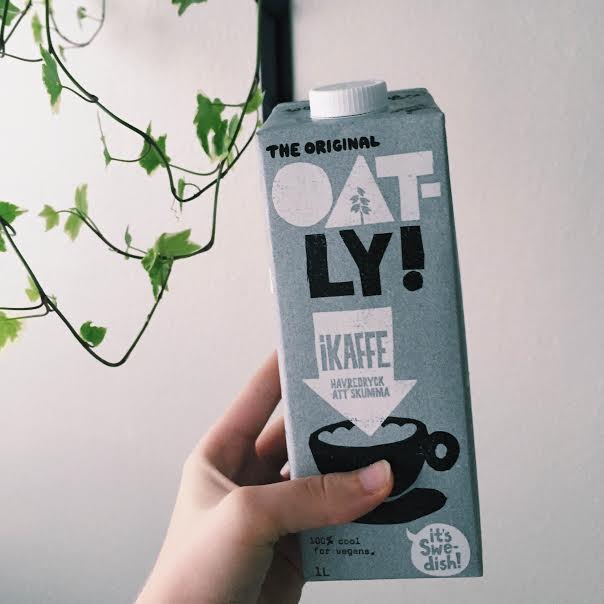 THE ORIGINAL
OAT-
LY!
iKAFFE
HAVREDRYCK
ATT SKUMMA
100% cool
for vegans.
1L
it's
Swe-
dish!